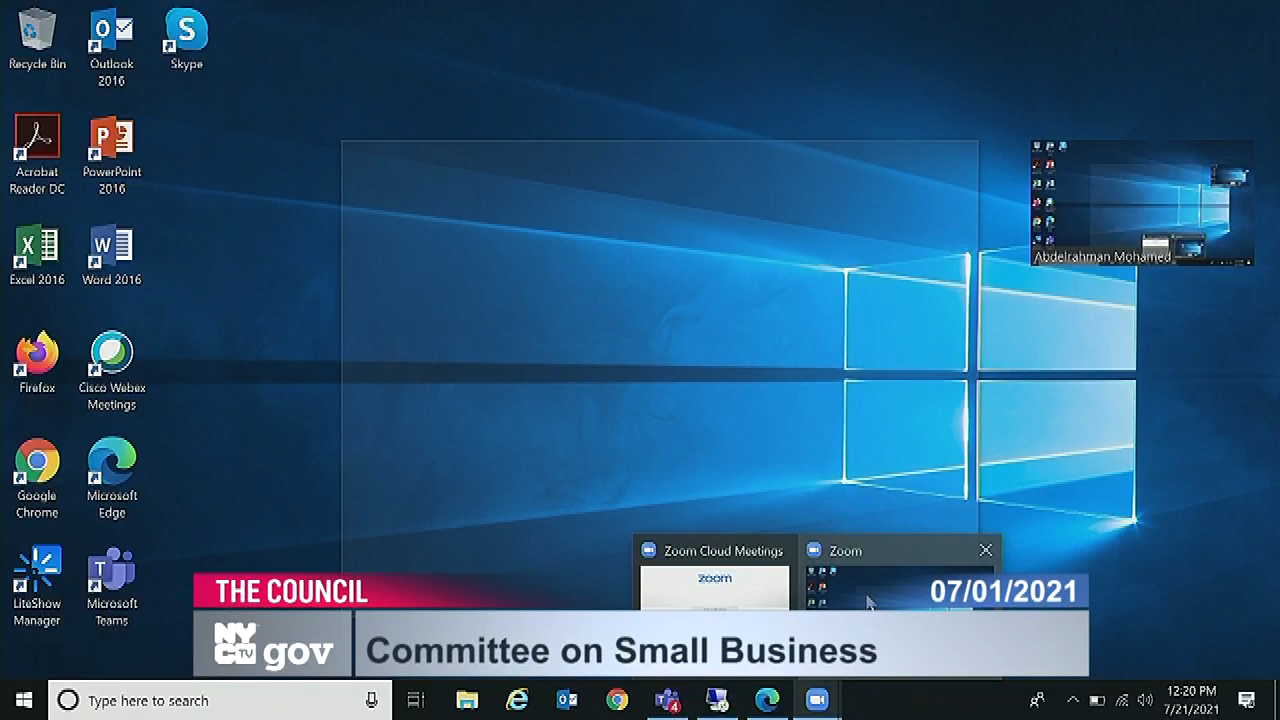 Recycle Bin
Outlook
2016
Skype
Acrobat
Reader DC
PowerPoint
2016
Excel 2016
Word 2016
Firefox
Cisco Webex
Meetings
Google
Chrome
Microsoft
Edge
LiteShow
Manager
Microsoft
Teams
Abdelrahman Mohamed
Zoom Cloud Meetings
Zoom
zoom
THE COUNCIL
07/01/2021
NYC TV gov
Committee on Small Business
Type here to search
4
12:20 PM
7/21/2021